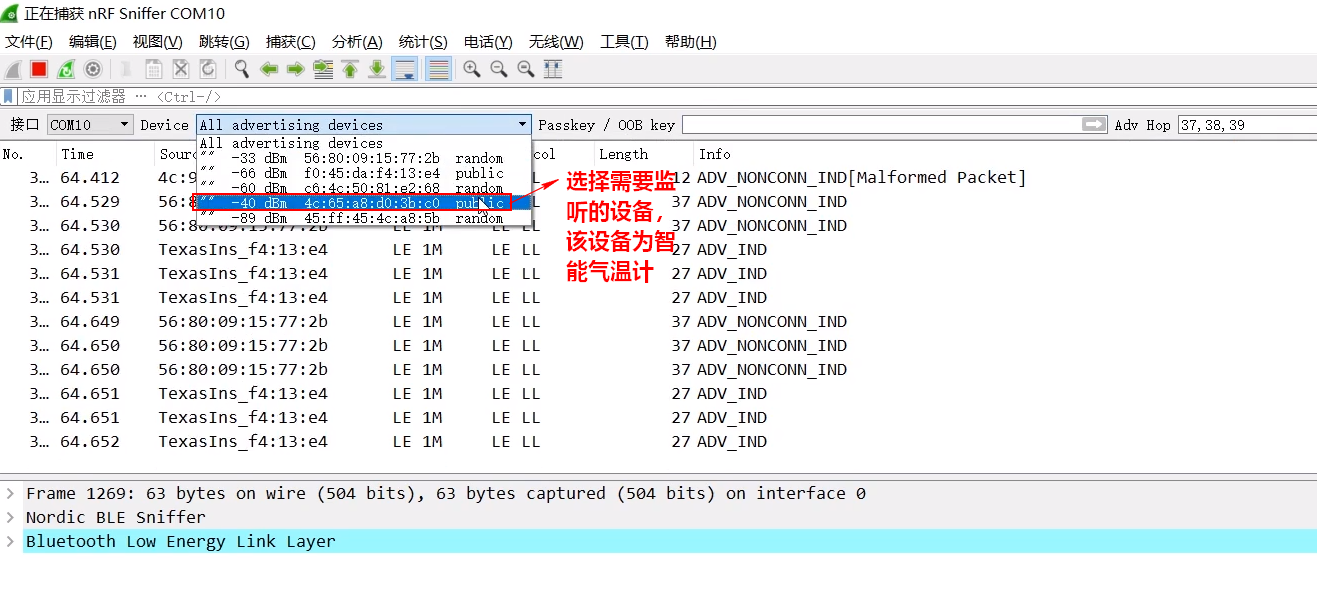 正在捕获 nRF Sniffer COM10
文件(F) 编辑(E) 视图(V) 跳转(G) 捕获(C) 分析(A) 统计(S) 电话(Y) 无线(W) 工具(T) 帮助(H)
应用显示过滤器 … <Ctrl-/>
接口 COM10 Device All advertising devices Passkey / OOB key Adv Hop 37,38,39
All advertising devices
"" -33 dBm 56:80:09:15:77:2b random
"" -66 dBm f0:45:da:f4:13:e4 public
"" -60 dBm c6:4c:50:81:e2:68 random
"" -40 dBm 4c:65:a8:d0:3b:c0 public
"" -89 dBm 45:ff:45:4c:a8:5b random
选择需要监
听的设备，
该设备为智
能气温计
No. Time Sourc col Length Info
3… 64.412 4c:9 12 ADV_NONCONN_IND[Malformed Packet]
3… 64.529 56:8 37 ADV_NONCONN_IND
3… 64.530 56:80:09:15:77:2b LE 1M LE LL 37 ADV_NONCONN_IND
3… 64.530 TexasIns_f4:13:e4 LE 1M LE LL 27 ADV_IND
3… 64.531 TexasIns_f4:13:e4 LE 1M LE LL 27 ADV_IND
3… 64.531 TexasIns_f4:13:e4 LE 1M LE LL 27 ADV_IND
3… 64.649 56:80:09:15:77:2b LE 1M LE LL 37 ADV_NONCONN_IND
3… 64.650 56:80:09:15:77:2b LE 1M LE LL 37 ADV_NONCONN_IND
3… 64.650 56:80:09:15:77:2b LE 1M LE LL 37 ADV_NONCONN_IND
3… 64.651 TexasIns_f4:13:e4 LE 1M LE LL 27 ADV_IND
3… 64.651 TexasIns_f4:13:e4 LE 1M LE LL 27 ADV_IND
3… 64.652 TexasIns_f4:13:e4 LE 1M LE LL 27 ADV_IND
Frame 1269: 63 bytes on wire (504 bits), 63 bytes captured (504 bits) on interface 0
Nordic BLE Sniffer
Bluetooth Low Energy Link Layer